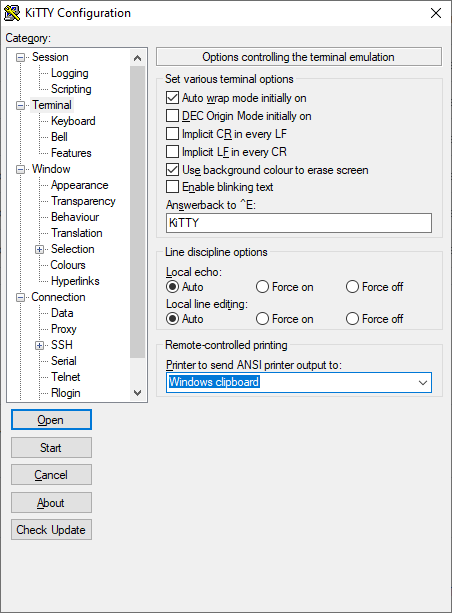 KiTTY Configuration
Category:
Session
Logging
Scripting
Terminal
Keyboard
Bell
Features
Window
Appearance
Transparency
Behaviour
Translation
Selection
Colours
Hyperlinks
Connection
Data
Proxy
SSH
Serial
Telnet
Rlogin
Open
Start
Cancel
About
Check Update
Options controlling the terminal emulation
Set various terminal options
Auto wrap mode initially on
DEC Origin Mode initially on
Implicit CR in every LF
Implicit LF in every CR
Use background colour to erase screen
Enable blinking text
Answerback to ^E:
KiTTY
Line discipline options
Local echo:
Auto Force on Force off
Local line editing:
Auto Force on Force off
Remote-controlled printing
Printer to send ANSI printer output to:
Windows clipboard